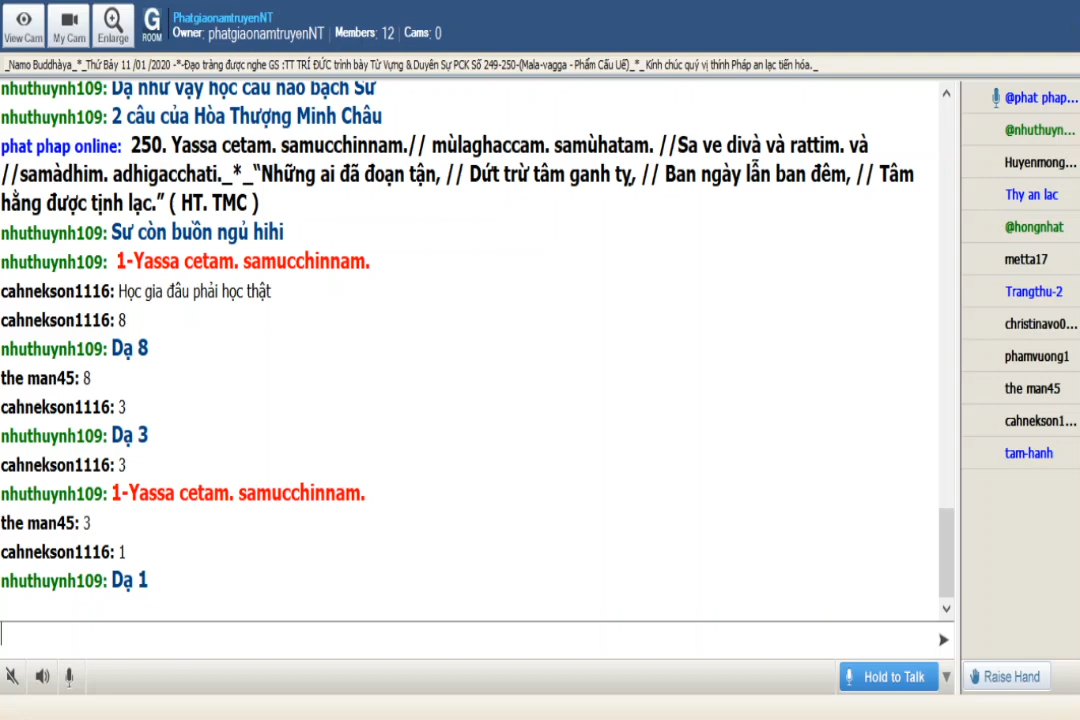 View Cam
My Cam
Enlarge
G
ROOM
PhatgiaonamtruyenNT
Owner: phatgiaonamtruyenNT | Members: 12 | Cams: 0
_Namo Buddhàya_*_Thứ Bảy 11 /01 /2020 -*-Đạo tràng được nghe GS :TT TRÍ ĐỨC trình bày Từ Vựng &Duyên Sự PCK Số 249-250-(Mala-vagga - Phẩm Cấu Uế)_*_ Kính chúc quý vị thính Pháp an lạc tiến hóa._
nhuthuynh109: Dạ như vậy học câu nào bạch Sư
nhuthuynh109: 2 câu của Hòa Thượng Minh Châu
phat phap online: 250. Yassa cetam. samucchinnam.// mùlaghaccam. samùhatam. //Sa ve divà và rattim. và
//samàdhim. adhigacchati._*_“Những ai đã đoạn tận, // Dứt trừ tâm ganh tỵ, // Ban ngày lẫn ban đêm, // Tâm
hằng được tịnh lạc.” ( HT. TMC )
nhuthuynh109: Sư còn buồn ngủ hihi
nhuthuynh109: 1-Yassa cetam. samucchinnam.
cahnekson1116: Học gia đâu phải học thật
cahnekson1116: 8
nhuthuynh109: Dạ 8
the man45: 8
cahnekson1116: 3
nhuthuynh109: Dạ 3
cahnekson1116: 3
nhuthuynh109: 1-Yassa cetam. samucchinnam.
the man45: 3
cahnekson1116: 1
nhuthuynh109: Dạ 1
@phat phap...
@nhuthuyn...
Huyenmong...
Thy an lac
@hongnhat
metta17
Trangthu-2
christinavo0...
phamvuong1
the man45
cahnekson1...
tam-hanh
Hold to Talk
Raise Hand